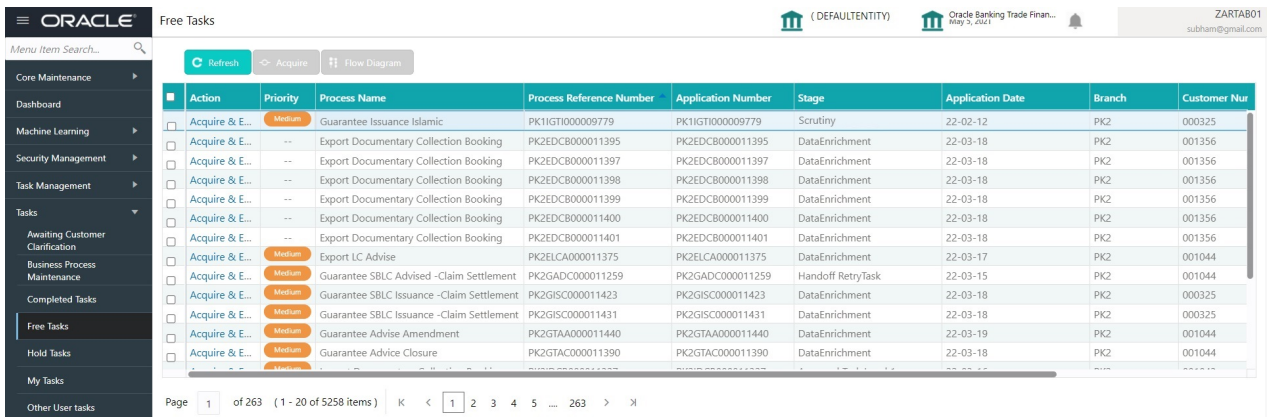 ORACLE
Free Tasks
( DEFAULTENTITY)
Oracle Banking Trade Finan...
May 5, 2021
ZARTAB01
subham@gmail.com
Menu Item Search...
Core Maintenance
Dashboard
Machine Learning
Security Management
Task Management
Tasks
Awaiting Customer
Clarification
Business Process
Maintenance
Completed Tasks
Free Tasks
Hold Tasks
My Tasks
Other User tasks
Refresh Acquire Flow Diagram
Action Priority Process Name Process Reference Number Application Number Stage Application Date Branch Customer Nur
Acquire & E... Medium Guarantee Issuance Islamic PK1IGTI000009779 PK1IGTI000009779 Scrutiny 22-02-12 PK2 000325
Acquire & E... -- Export Documentary Collection Booking PK2EDCB000011395 PK2EDCB000011395 DataEnrichment 22-03-18 PK2 001356
Acquire & E... -- Export Documentary Collection Booking PK2EDCB000011397 PK2EDCB000011397 DataEnrichment 22-03-18 PK2 001356
Acquire & E... -- Export Documentary Collection Booking PK2EDCB000011398 PK2EDCB000011398 DataEnrichment 22-03-18 PK2 001356
Acquire & E... -- Export Documentary Collection Booking PK2EDCB000011399 PK2EDCB000011399 DataEnrichment 22-03-18 PK2 001356
Acquire & E... -- Export Documentary Collection Booking PK2EDCB000011400 PK2EDCB000011400 DataEnrichment 22-03-18 PK2 001356
Acquire & E... -- Export Documentary Collection Booking PK2EDCB000011401 PK2EDCB000011401 DataEnrichment 22-03-18 PK2 001356
Acquire & E... Medium Export LC Advise PK2ELCA000011375 PK2ELCA000011375 DataEnrichment 22-03-17 PK2 001044
Acquire & E... Medium Guarantee SBLC Advised -Claim Settlement PK2GADC000011259 PK2GADC000011259 Handoff RetryTask 22-03-15 PK2 001044
Acquire & E... Medium Guarantee SBLC Issuance -Claim Settlement PK2GISC000011423 PK2GISC000011423 DataEnrichment 22-03-18 PK2 000325
Acquire & E... Medium Guarantee SBLC Issuance -Claim Settlement PK2GISC000011431 PK2GISC000011431 DataEnrichment 22-03-18 PK2 000325
Acquire & E... Medium Guarantee Advise Amendment PK2GTAA000011440 PK2GTAA000011440 DataEnrichment 22-03-19 PK2 001044
Acquire & E... Medium Guarantee Advice Closure PK2GTAC000011390 PK2GTAC000011390 DataEnrichment 22-03-18 PK2 001044
Page 1 of 263 (1 - 20 of 5258 items) K < 1 2 3 4 5 .... 263 > >|